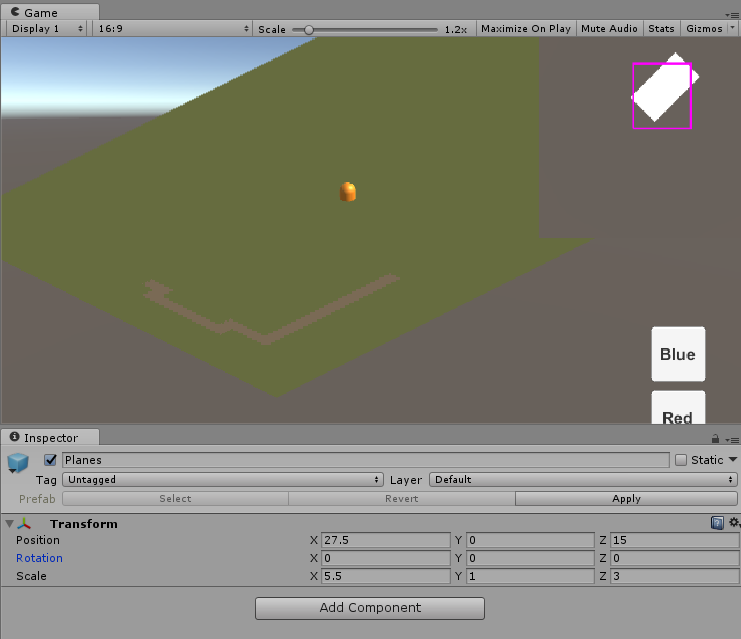 Game
Display 1 16:9 Scale 1.2x Maximize On Play Mute Audio Stats Gizmos
Blue
Red
Inspector
Planes Static
Tag Untagged Layer Default
Prefab Select Revert Apply
Transform
Position X 27.5 Y 0 Z 15
Rotation X 0 Y 0 Z 0
Scale X 5.5 Y 1 Z 3
Add Component